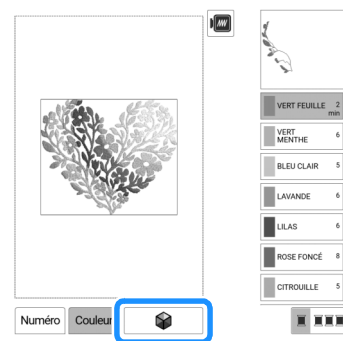 VERT FEUILLE 2
min
VERT
MENTHE 6
BLEU CLAIR 5
LAVANDE 6
LILAS 6
ROSE FONCÉ 8
CITROUILLE 5
Numéro Couleur